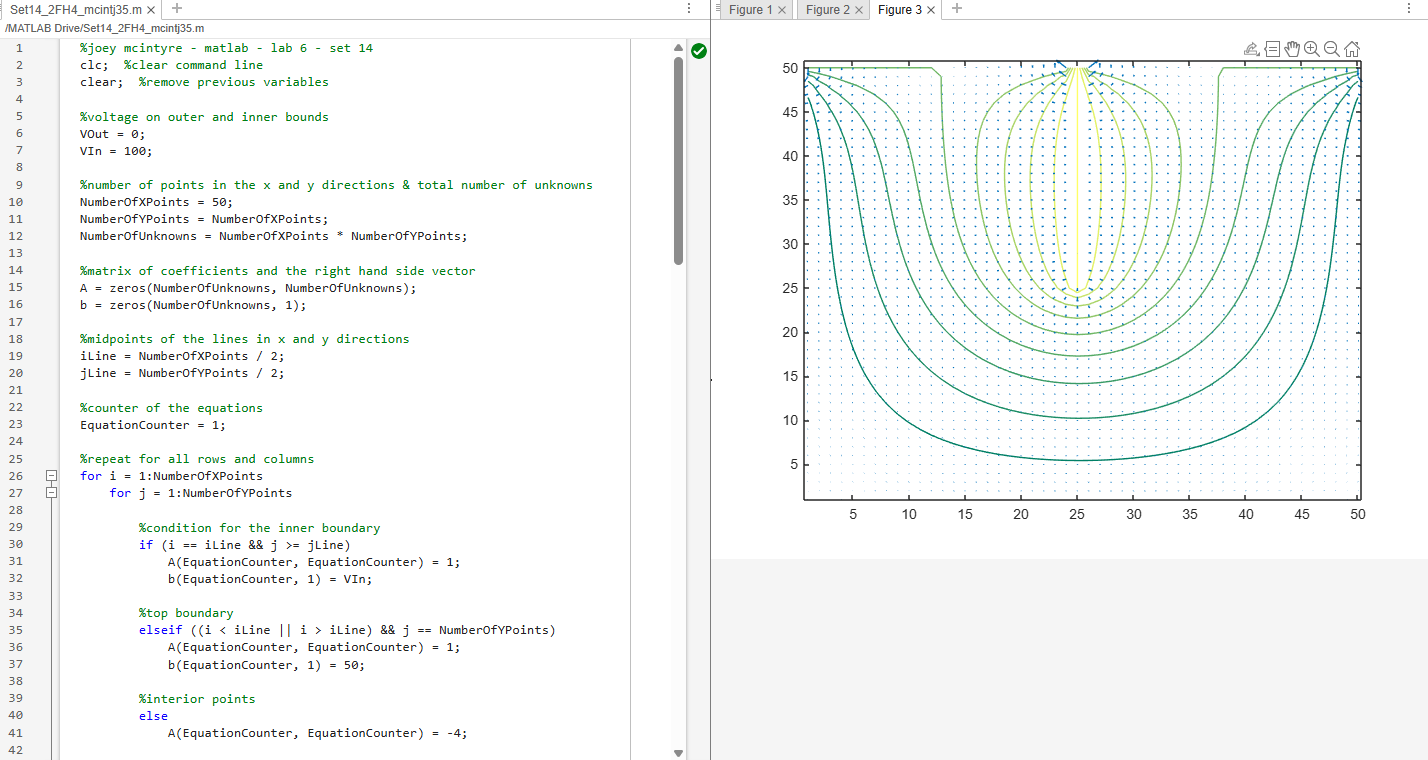 Set14_2FH4_mcintj35.m
/MATLAB Drive/Set14_2FH4_mcintj35.m
1 %joey mcintyre - matlab - lab 6 - set 14
2 clc; %clear command line
3 clear; %remove previous variables
4
5 %voltage on outer and inner bounds
6 VOut = 0;
7 VIn = 100;
8
9 %number of points in the x and y directions & total number of unknowns
10 NumberOfXPoints = 50;
11 NumberOfYPoints = NumberOfXPoints;
12 NumberOfUnknowns = NumberOfXPoints * NumberOfYPoints;
13
14 %matrix of coefficients and the right hand side vector
15 A = zeros(NumberOfUnknowns, NumberOfUnknowns);
16 b = zeros(NumberOfUnknowns, 1);
17
18 %midpoints of the lines in x and y directions
19 iLine = NumberOfXPoints / 2;
20 jLine = NumberOfYPoints / 2;
21
22 %counter of the equations
23 EquationCounter = 1;
24
25 %repeat for all rows and columns
26 for i = 1:NumberOfXPoints
27 for j = 1:NumberOfYPoints
28
29 %condition for the inner boundary
30 if (i == iLine && j >= jLine)
31 A(EquationCounter, EquationCounter) = 1;
32 b(EquationCounter, 1) = VIn;
33
34 %top boundary
35 elseif ((i < iLine || i > iLine) && j == NumberOfYPoints)
36 A(EquationCounter, EquationCounter) = 1;
37 b(EquationCounter, 1) = 50;
38
39 %interior points
40 else
41 A(EquationCounter, EquationCounter) = -4;
42
Figure 1 Figure 2 Figure 3
50
45
40
35
30
25
20
15
10
5
5 10 15 20 25 30 35 40 45 50